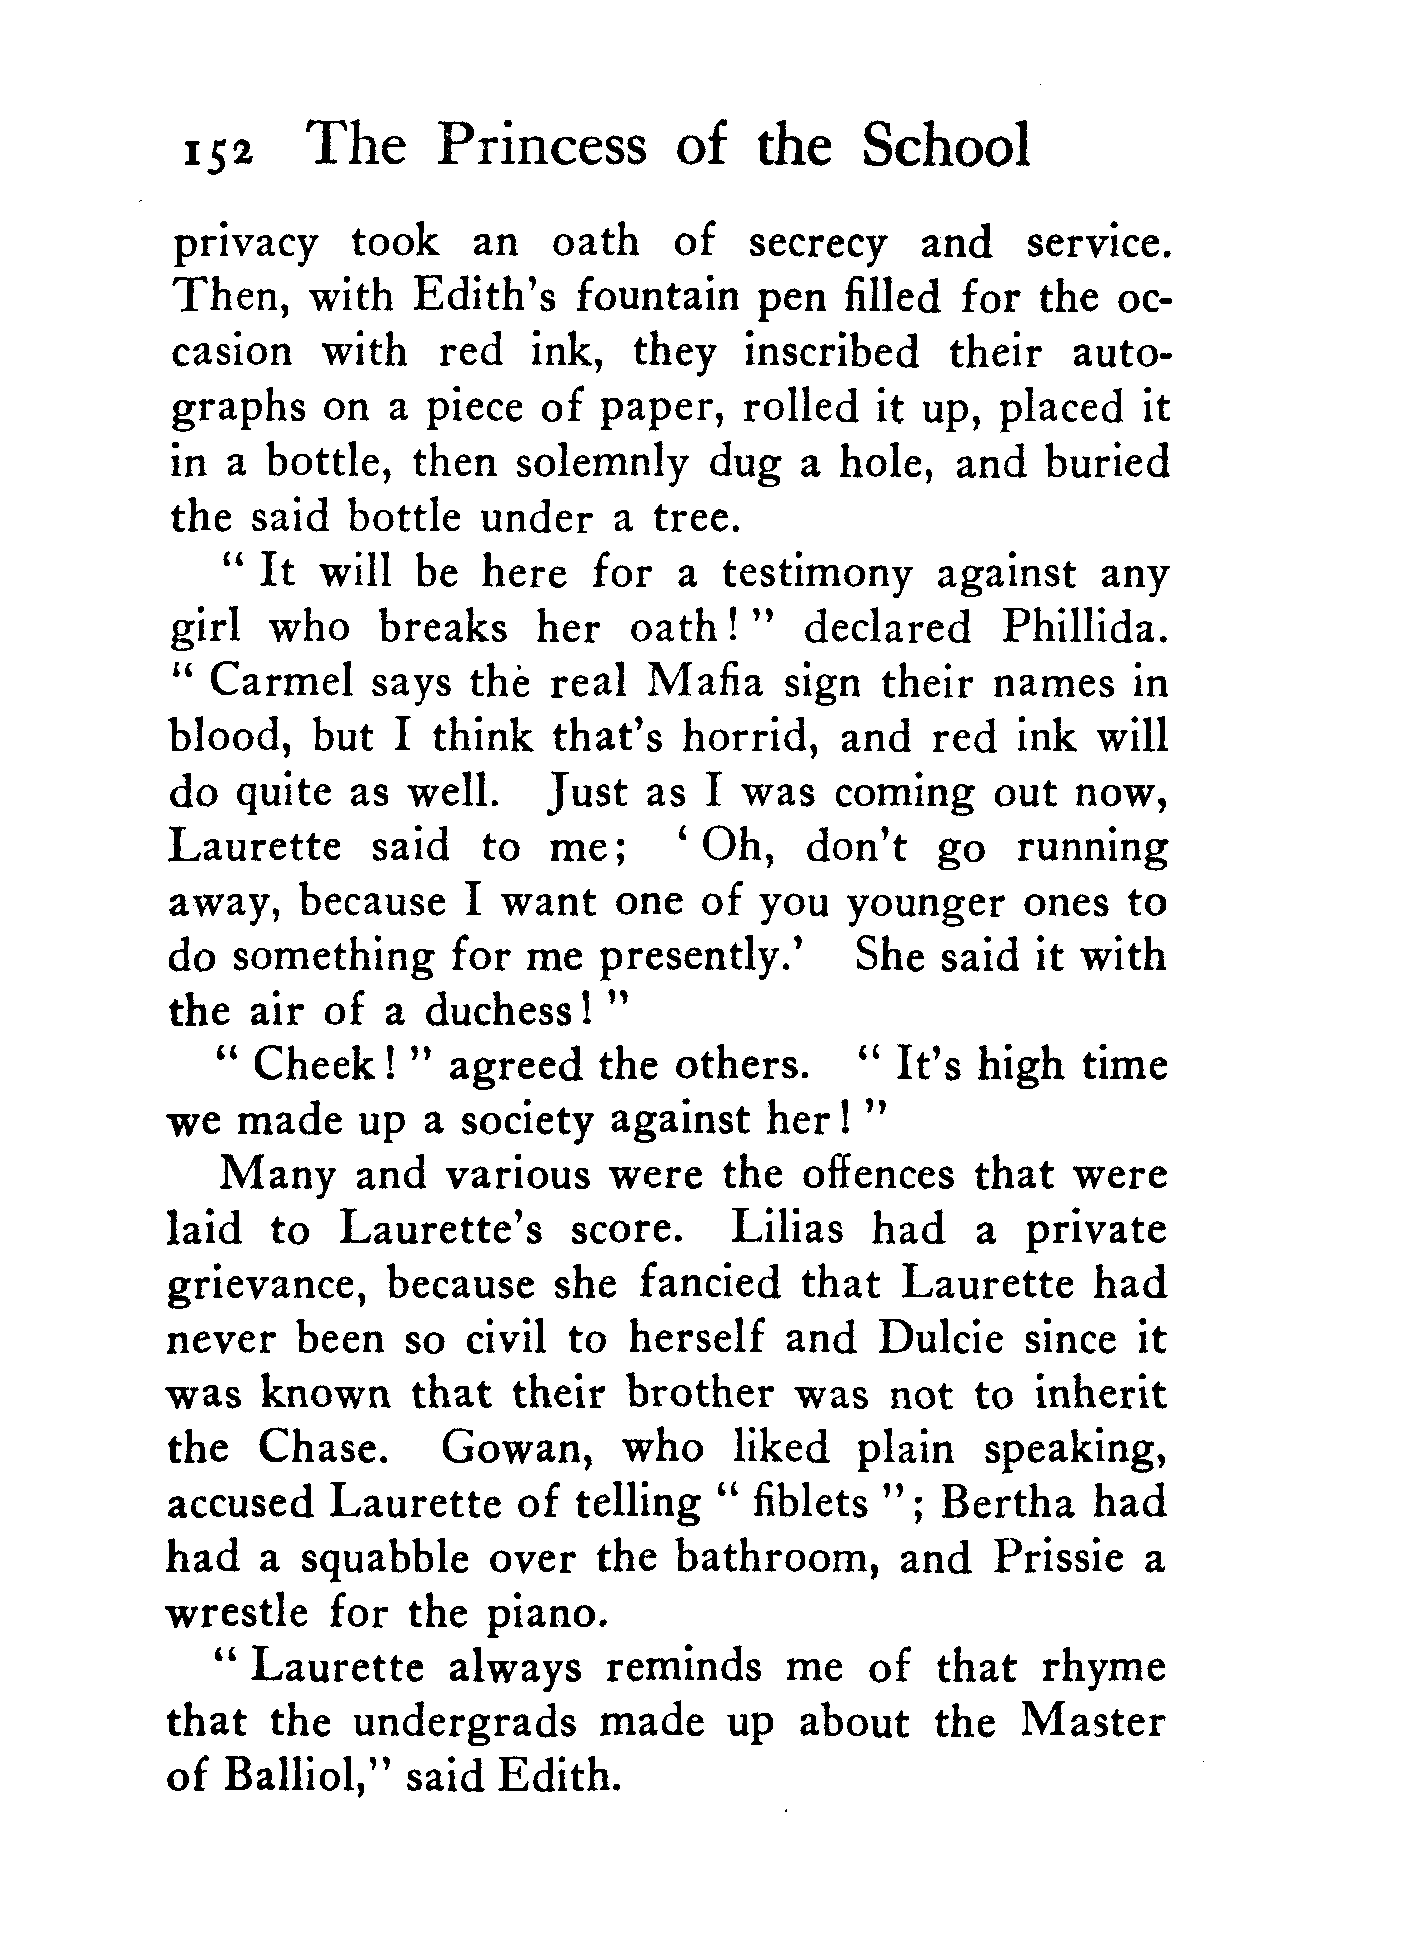 152 The Princess of the School
privacy took an oath of secrecy and service.
Then, with Edith's fountain pen filled for the oc-
casion with red ink, they inscribed their auto-
graphs on a piece of paper, rolled it up, placed it
in a bottle, then solemnly dug a hole, and buried
the said bottle under a tree.
" It will be here for a testimony against any
girl who breaks her oath! " declared Phillida.
" Carmel says the real Mafia sign their names in
blood, but I think that's horrid, and red ink will
do quite as well. Just as I was coming out now,
Laurette said to me; ' Oh, don't go running
away, because I want one of you younger ones to
do something for me presently.' She said it with
the air of a duchess! "
" Cheek! " agreed the others. " It's high time
we made up a society against her! "
Many and various were the offences that were
laid to Laurette's score. Lilias had a private
grievance, because she fancied that Laurette had
never been so civil to herself and Dulcie since it
was known that their brother was not to inherit
the Chase. Gowan, who liked plain speaking,
accused Laurette of telling " fiblets "; Bertha had
had a squabble over the bathroom, and Prissie a
wrestle for the piano.
" Laurette always reminds me of that rhyme
that the undergrads made up about the Master
of Balliol," said Edith.